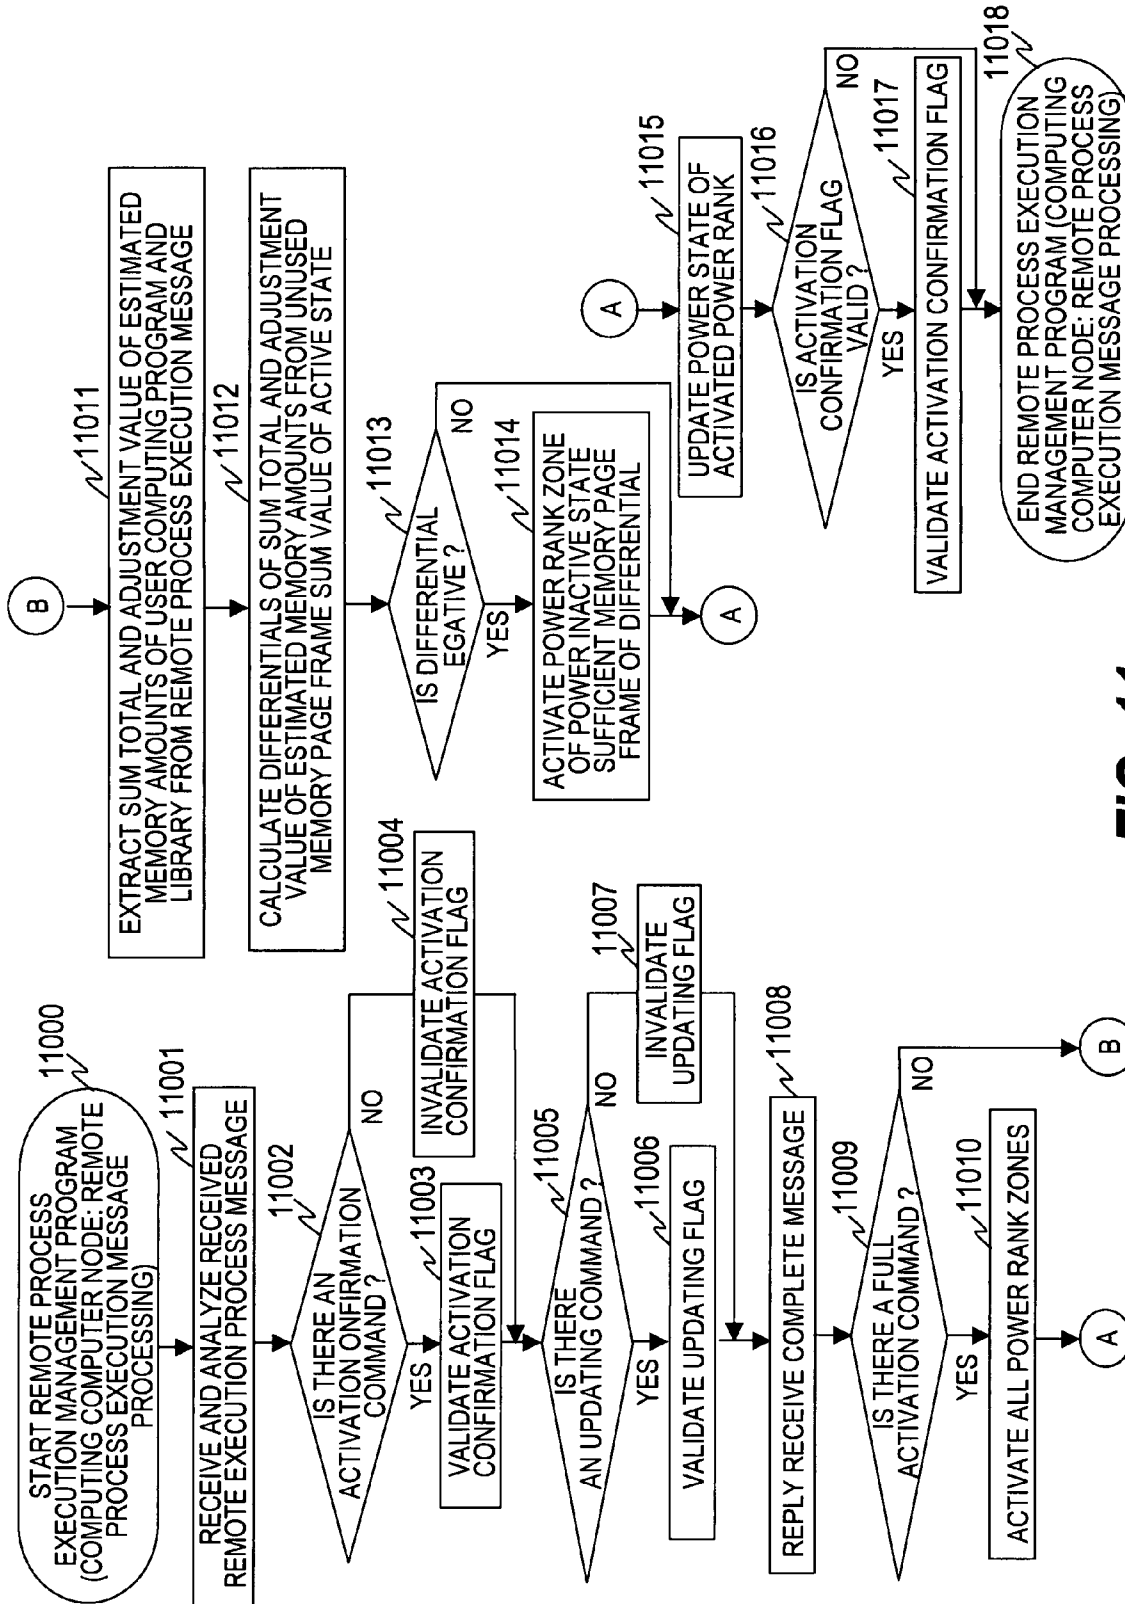 START REMOTE PROCESS
EXECUTION MANAGEMENT PROGRAM
(COMPUTING COMPUTER NODE: REMOTE
PROCESS EXECUTION MESSAGE
PROCESSING)
11000
RECEIVE AND ANALYZE RECEIVED
REMOTE EXECUTION PROCESS MESSAGE
11001
IS THERE AN
ACTIVATION ONFIRMATION
COMMAND ?
11002
YES
NO
VALIDATE ACTIVATION
CONFIRMATION FLAG
11003
INVALIDATE ACTIVATION
CONFIRMATION FLAG
11004
IS THERE
AN UPDATING COMMAND ?
11005
YES
NO
VALIDATE UPDATING FLAG
11006
INVALIDATE
UPDATING FLAG
11007
REPLY RECEIVE COMPLETE MESSAGE
11008
IS THERE A FULL
ACTIVATION COMMAND ?
11009
YES
NO
ACTIVATE ALL POWER RANK ZONES
11010
A
B
B
EXTRACT SUM TOTAL AND ADJUSTMENT VALUE OF ESTIMATED
MEMORY AMOUNTS OF USER COMPUTING PROGRAM AND
LIBRARY FROM REMOTE PROCESS EXECUTION MESSAGE
11011
CALCULATE DIFFERENTIALS OF SUM TOTAL AND ADJUSTMENT
VALUE OF ESTIMATED MEMORY AMOUNTS FROM UNUSED
MEMORY PAGE FRAME SUM VALUE OF ACTIVE STATE
11012
IS DIFFERENTIAL
EGATIVE ?
11013
YES
NO
ACTIVATE POWER RANK ZONE
OF POWER INACTIVE STATE
SUFFICIENT MEMORY PAGE
FRAME OF DIFFERENTIAL
11014
A
A
UPDATE POWER STATE OF
ACTIVATED POWER RANK
11015
IS ACTIVATION
CONFIRMATION FLAG
VALID ?
11016
YES
NO
VALIDATE ACTIVATION CONFIRMATION FLAG
11017
END REMOTE PROCESS EXECUTION
MANAGEMENT PROGRAM (COMPUTING
COMPUTER NODE: REMOTE PROCESS
EXECUTION MESSAGE PROCESSING)
11018